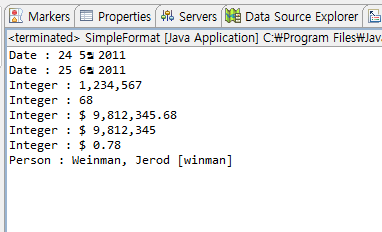 Markers Properties Servers Data Source Explorer
<terminated> SimpleFormat [Java Application] C:₩Program Files₩Jav
Date : 24 5월 2011
Date : 25 6월 2011
Integer : 1,234,567
Integer : 68
Integer : $ 9,812,345.68
Integer : $ 9,812,345
Integer : $ 0.78
Person : Weinman, Jerod [winman]